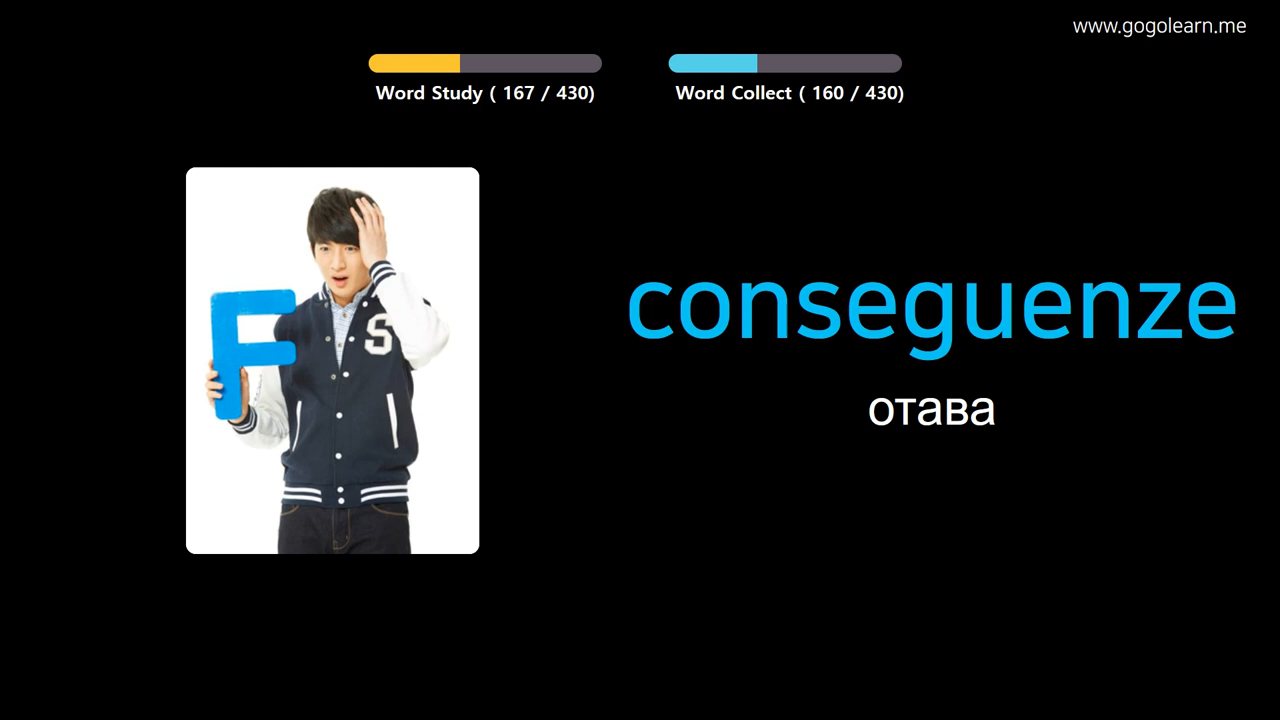 www.gogolearn.me
Word Study ( 167 / 430)
Word Collect ( 160 / 430)
F
S
conseguenze
отава